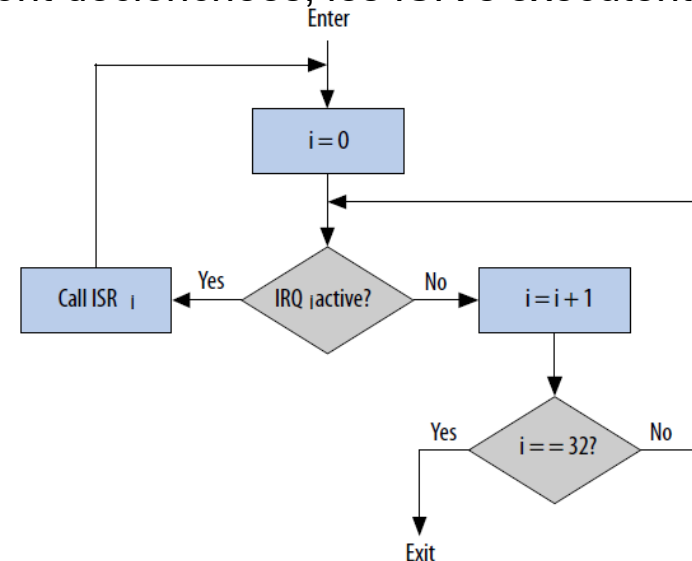 Enter
i = 0
Call ISR i
Yes
IRQ i active?
No
i = i + 1
Yes
i = = 32?
No
Exit